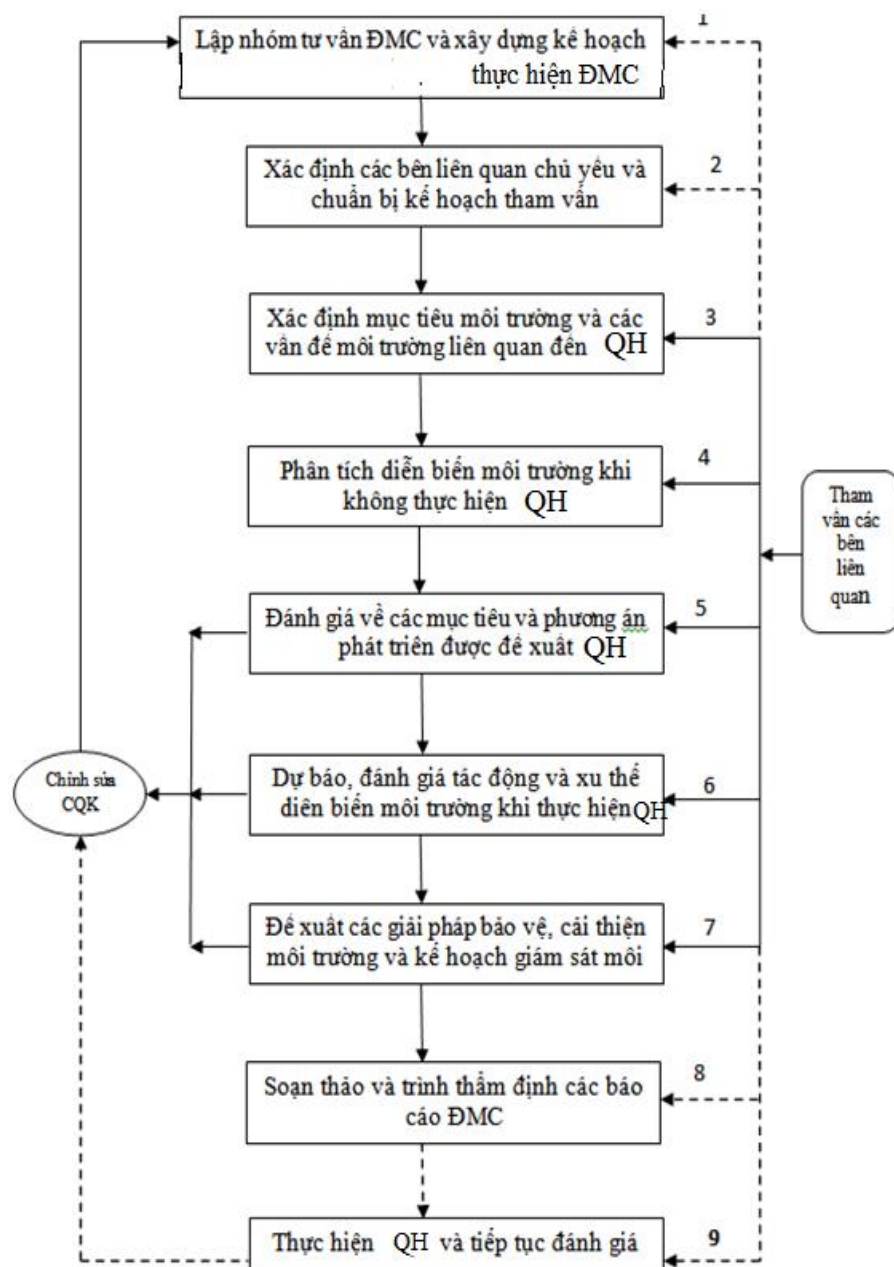 1
Lập nhóm tư vấn ĐMC và xây dựng kế hoạch
thực hiện ĐMC
Xác định các bên liên quan chủ yếu và
chuẩn bị kế hoạch tham vấn
2
Xác định mục tiêu môi trường và các
vấn đề môi trường liên quan đến QH
3
Phân tích diễn biến môi trường khi
không thực hiện QH
4
Tham
vấn các
bên
liên
quan
Đánh giá về các mục tiêu và phương án
phát triển được đề xuất QH
5
Chỉnh sửa
CQK
Dự báo, đánh giá tác động và xu thế
diên biến môi trường khi thực hiện QH
6
Đề xuất các giải pháp bảo vệ, cải thiện
môi trường và kế hoạch giám sát môi
7
Soạn thảo và trình thẩm định các báo
cáo ĐMC
8
Thực hiện QH và tiếp tục đánh giá
9